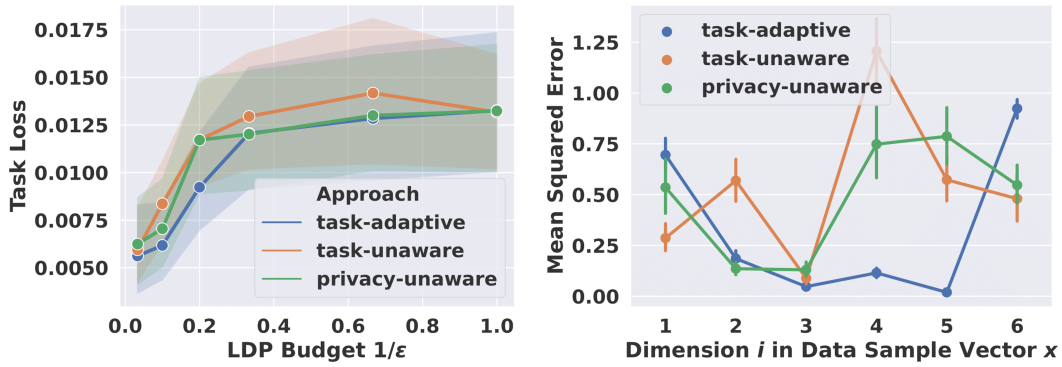 0.0175
0.0150
0.0125
0.0100
0.0075
0.0050
Task Loss
Approach
task-adaptive
task-unaware
privacy-unaware
0.0 0.2 0.4 0.6 0.8 1.0
LDP Budget 1/ε
task-adaptive
task-unaware
privacy-unaware
1.25
1.00
0.75
0.50
0.25
0.00
Mean Squared Error
1 2 3 4 5 6
Dimension i in Data Sample Vector x